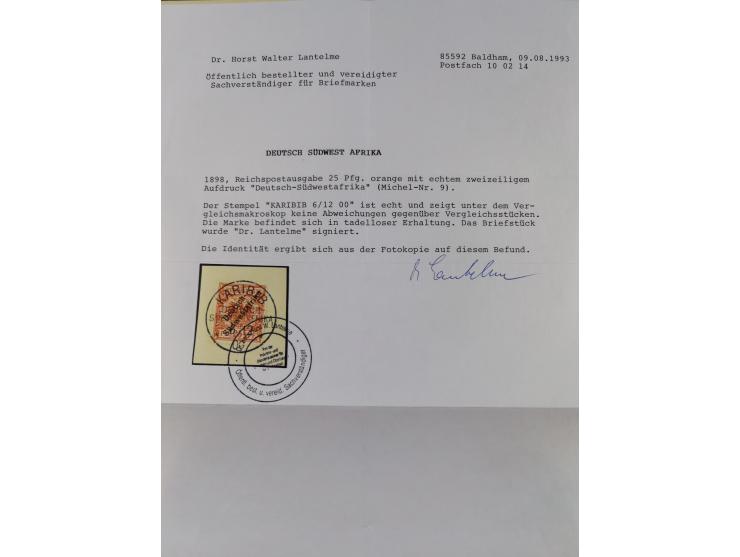 Dr. Horst Walter Lantelme
85592 Baldham, 09.08.1993
Postfach 10 02 14
Öffentlich bestellter und vereidigter
Sachverständiger für Briefmarken
DEUTSCH SÜDWEST AFRIKA
1898, Reichspostausgabe 25 Pfg. orange mit echtem zweizeiligem
Aufdruck "Deutsch-Südwestafrika" (Michel-Nr. 9).
Der Stempel "KARIBIB 6/12 00" ist echt und zeigt unter dem Ver-
gleichsmakroskop keine Abweichungen gegenüber Vergleichsstücken.
Die Marke befindet sich in tadelloser Erhaltung. Das Briefstück
wurde "Dr. Lantelme" signiert.
Die Identität ergibt sich aus der Fotokopie auf diesem Befund.
Lantelme
KARIBIB
W. Lantelme
Öffentl. best. u. vereid. Sachverständiger